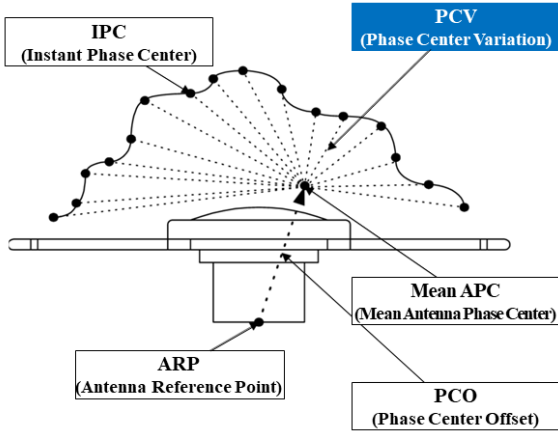 IPC
(Instant Phase Center)
PCV
(Phase Center Variation)
Mean APC
(Mean Antenna Phase Center)
ARP
(Antenna Reference Point)
PCO
(Phase Center Offset)